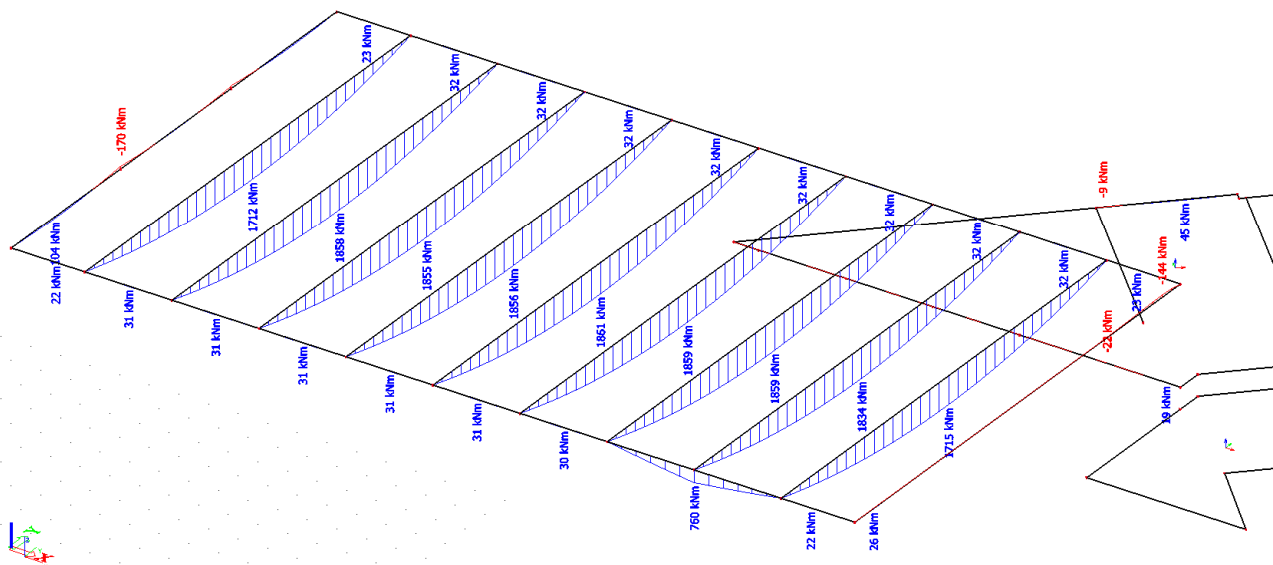 23 kNm
32 kNm
32 kNm
32 kNm
32 kNm
32 kNm
32 kNm
32 kNm
32 kNm
-170 kNm
-9 kNm
45 kNm
-144 kNm
23 kNm
-22 kNm
19 kNm
104 kNm
22 kNm
1712 kNm
1858 kNm
1855 kNm
1856 kNm
1861 kNm
1859 kNm
1859 kNm
1834 kNm
1715 kNm
31 kNm
31 kNm
31 kNm
31 kNm
31 kNm
30 kNm
760 kNm
22 kNm
26 kNm